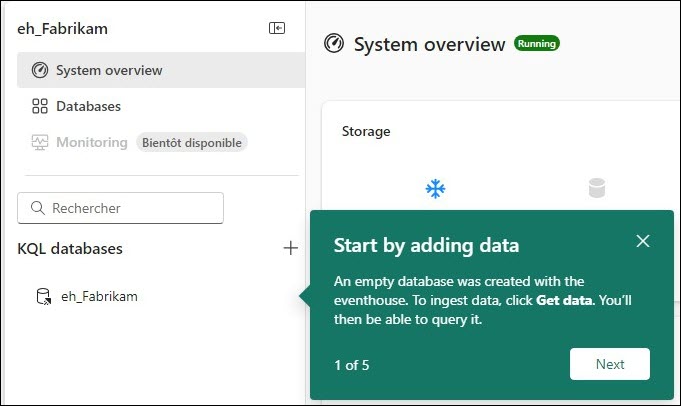 eh_Fabrikam
System overview
Databases
Monitoring Bientôt disponible
Rechercher
KQL databases
eh_Fabrikam
System overview Running
Storage
Start by adding data
An empty database was created with the
eventhouse. To ingest data, click Get data. You'll
then be able to query it.
1 of 5
Next